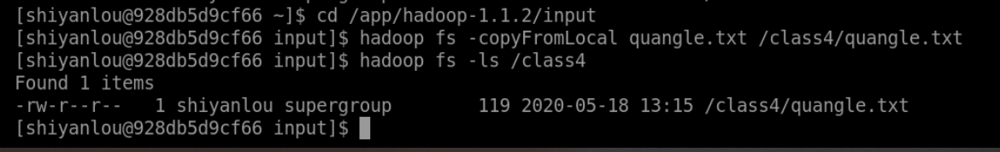 [shiyanlou@928db5d9cf66 ~]$ cd /app/hadoop-1.1.2/input
[shiyanlou@928db5d9cf66 input]$ hadoop fs -copyFromLocal quangle.txt /class4/quangle.txt
[shiyanlou@928db5d9cf66 input]$ hadoop fs -ls /class4
Found 1 items
-rw-r--r--   1 shiyanlou supergroup        119 2020-05-18 13:15 /class4/quangle.txt
[shiyanlou@928db5d9cf66 input]$